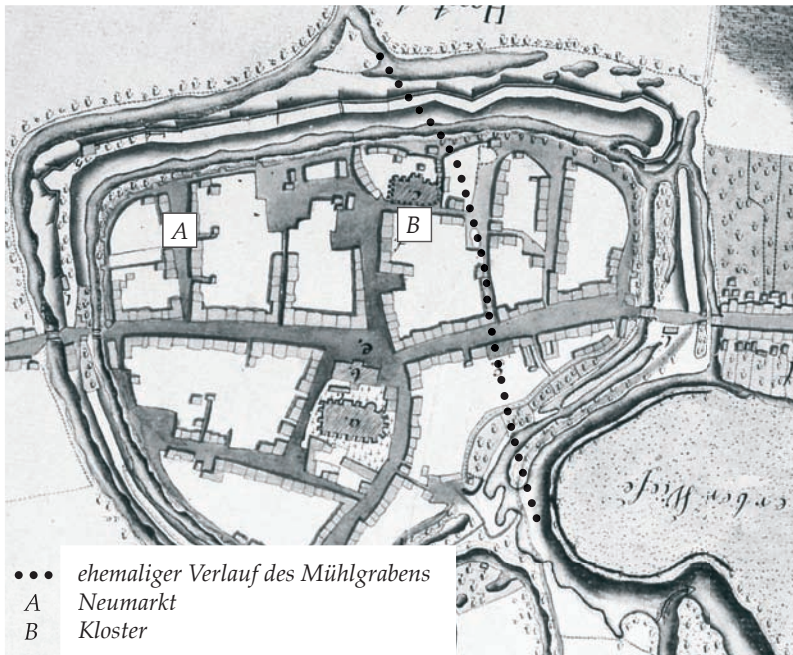 A
B
e.
••• ehemaliger Verlauf des Mühlgrabens
A Neumarkt
B Kloster